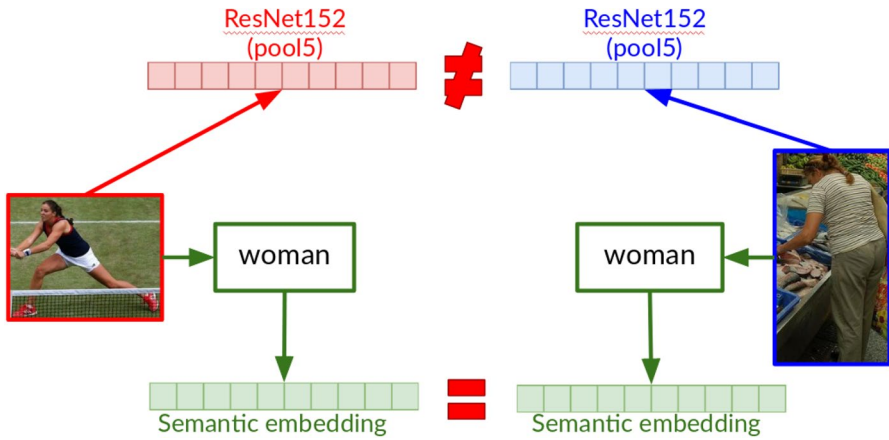 ResNet152
(pool5)
ResNet152
(pool5)
≠
woman
woman
=
Semantic embedding
Semantic embedding